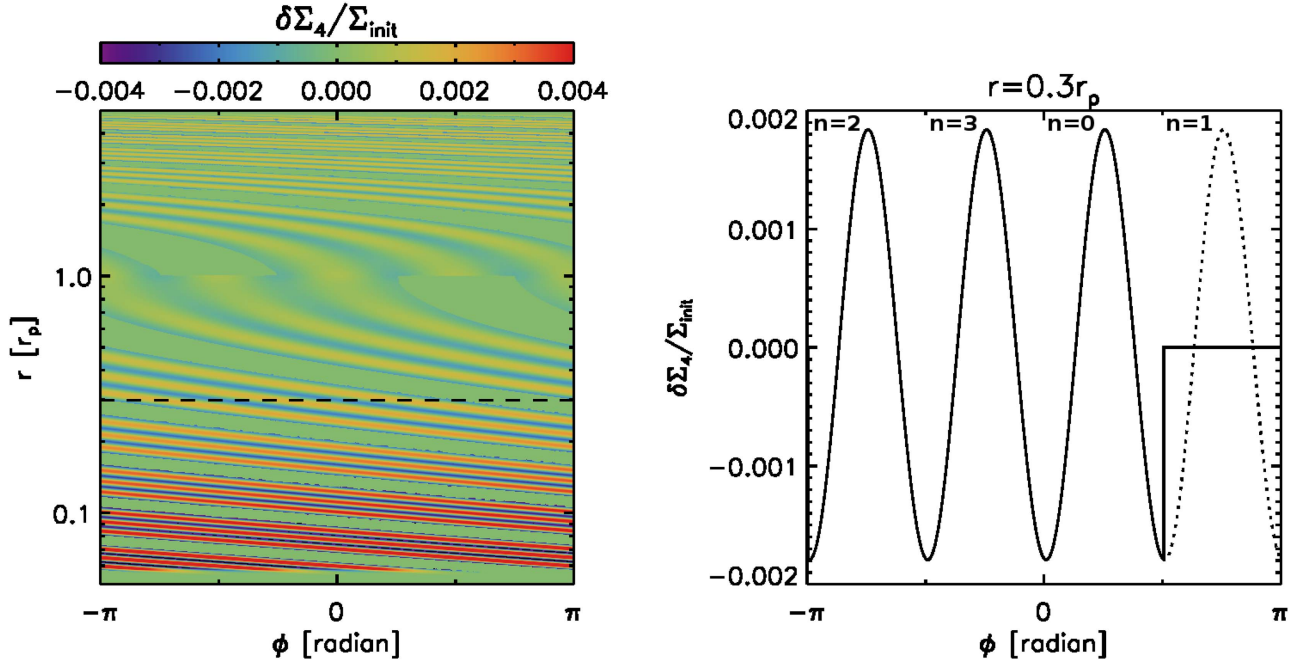 δΣ₄/Σinit
−0.004 −0.002 0.000 0.002 0.004
1.0
0.1
r [rₚ]
−π 0 π
ϕ [radian]
r=0.3rₚ
n=2 n=3 n=0 n=1
0.002
0.001
0.000
−0.001
−0.002
δΣ₄/Σinit
−π 0 π
ϕ [radian]